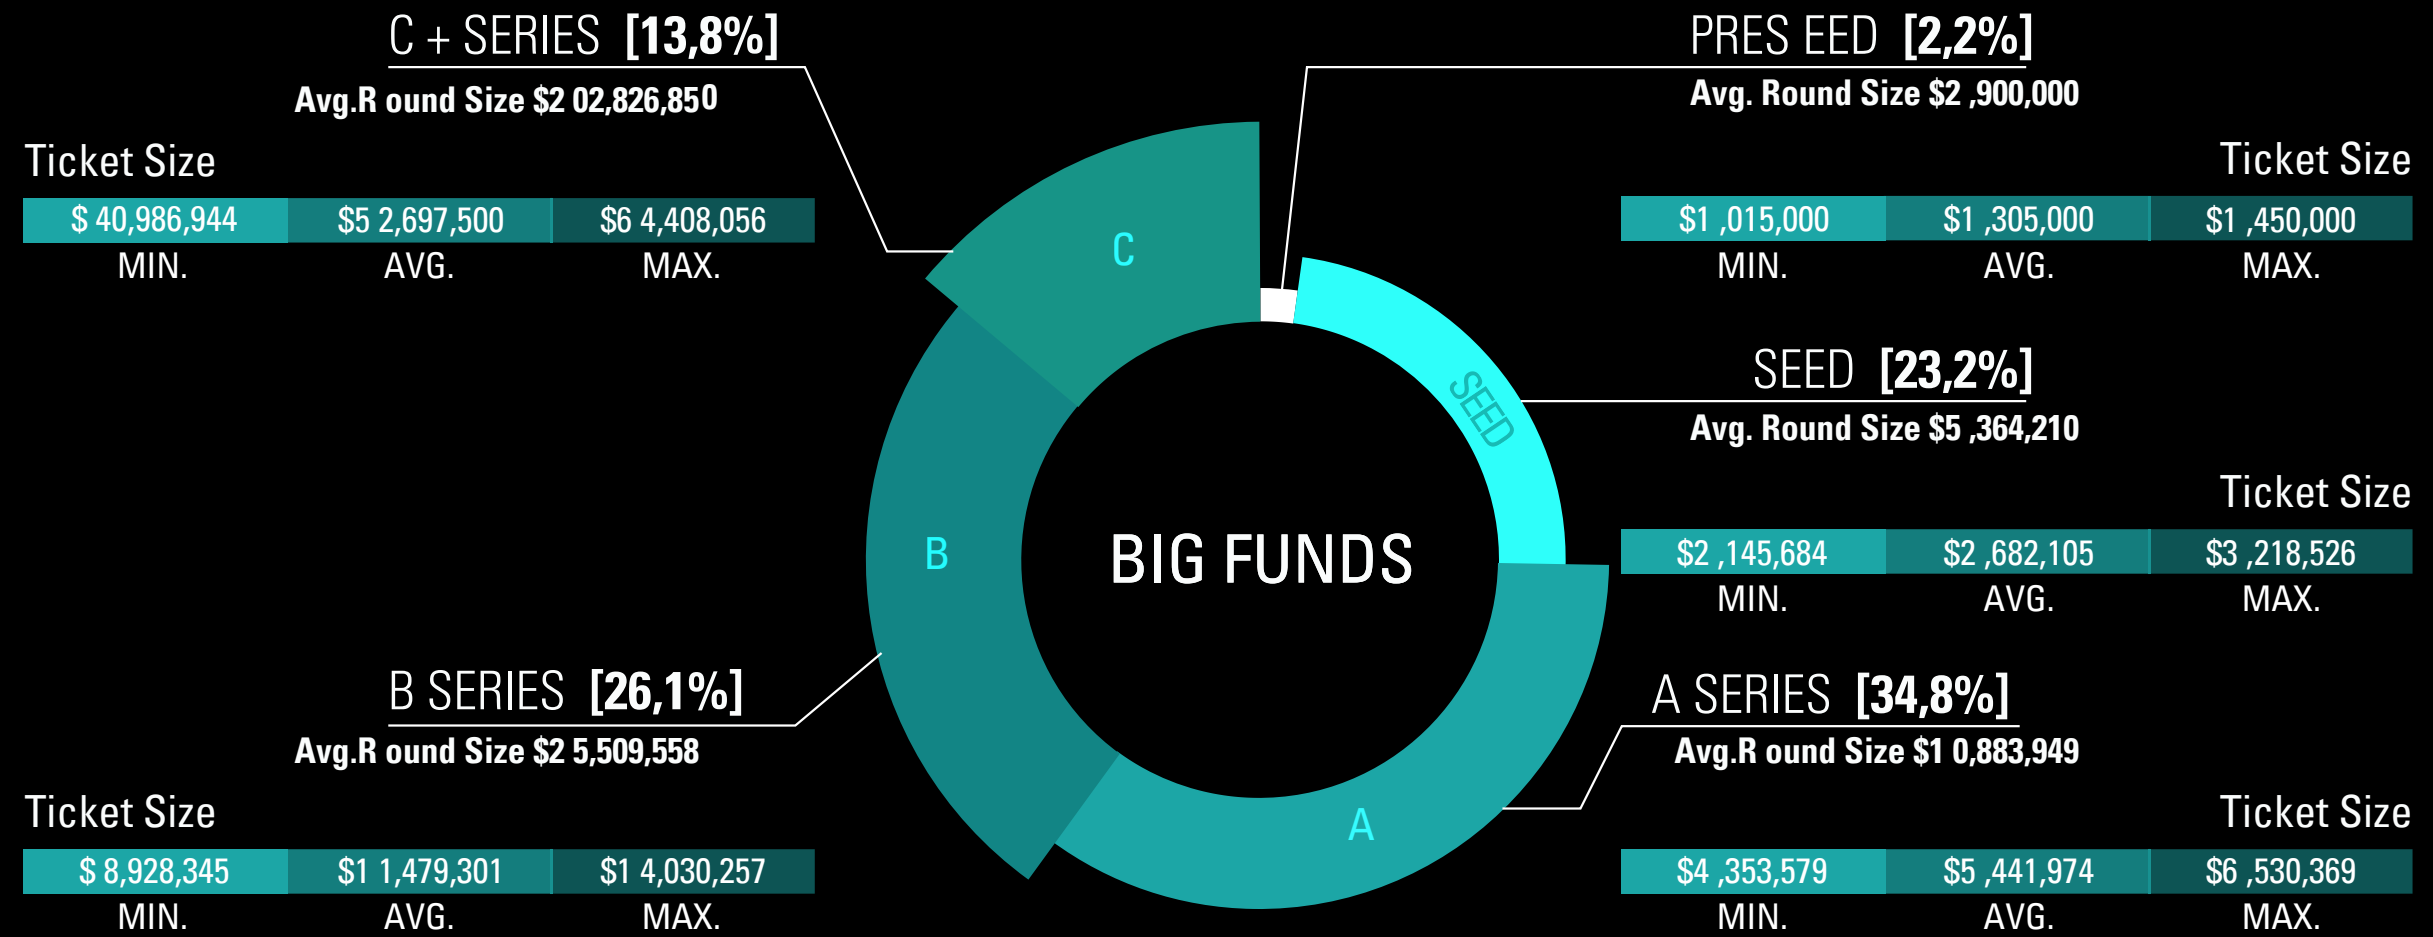 C + SERIES [13,8%]
Avg.R ound Size $2 02,826,850
Ticket Size
$ 40,986,944 $5 2,697,500 $6 4,408,056
MIN. AVG. MAX.
PRES EED [2,2%]
Avg. Round Size $2 ,900,000
Ticket Size
$1 ,015,000 $1 ,305,000 $1 ,450,000
MIN. AVG. MAX.
SEED [23,2%]
Avg. Round Size $5 ,364,210
Ticket Size
$2 ,145,684 $2 ,682,105 $3 ,218,526
MIN. AVG. MAX.
C
SEED
B
BIG FUNDS
A
B SERIES [26,1%]
Avg.R ound Size $2 5,509,558
Ticket Size
$ 8,928,345 $1 1,479,301 $1 4,030,257
MIN. AVG. MAX.
A SERIES [34,8%]
Avg.R ound Size $1 0,883,949
Ticket Size
$4 ,353,579 $5 ,441,974 $6 ,530,369
MIN. AVG. MAX.